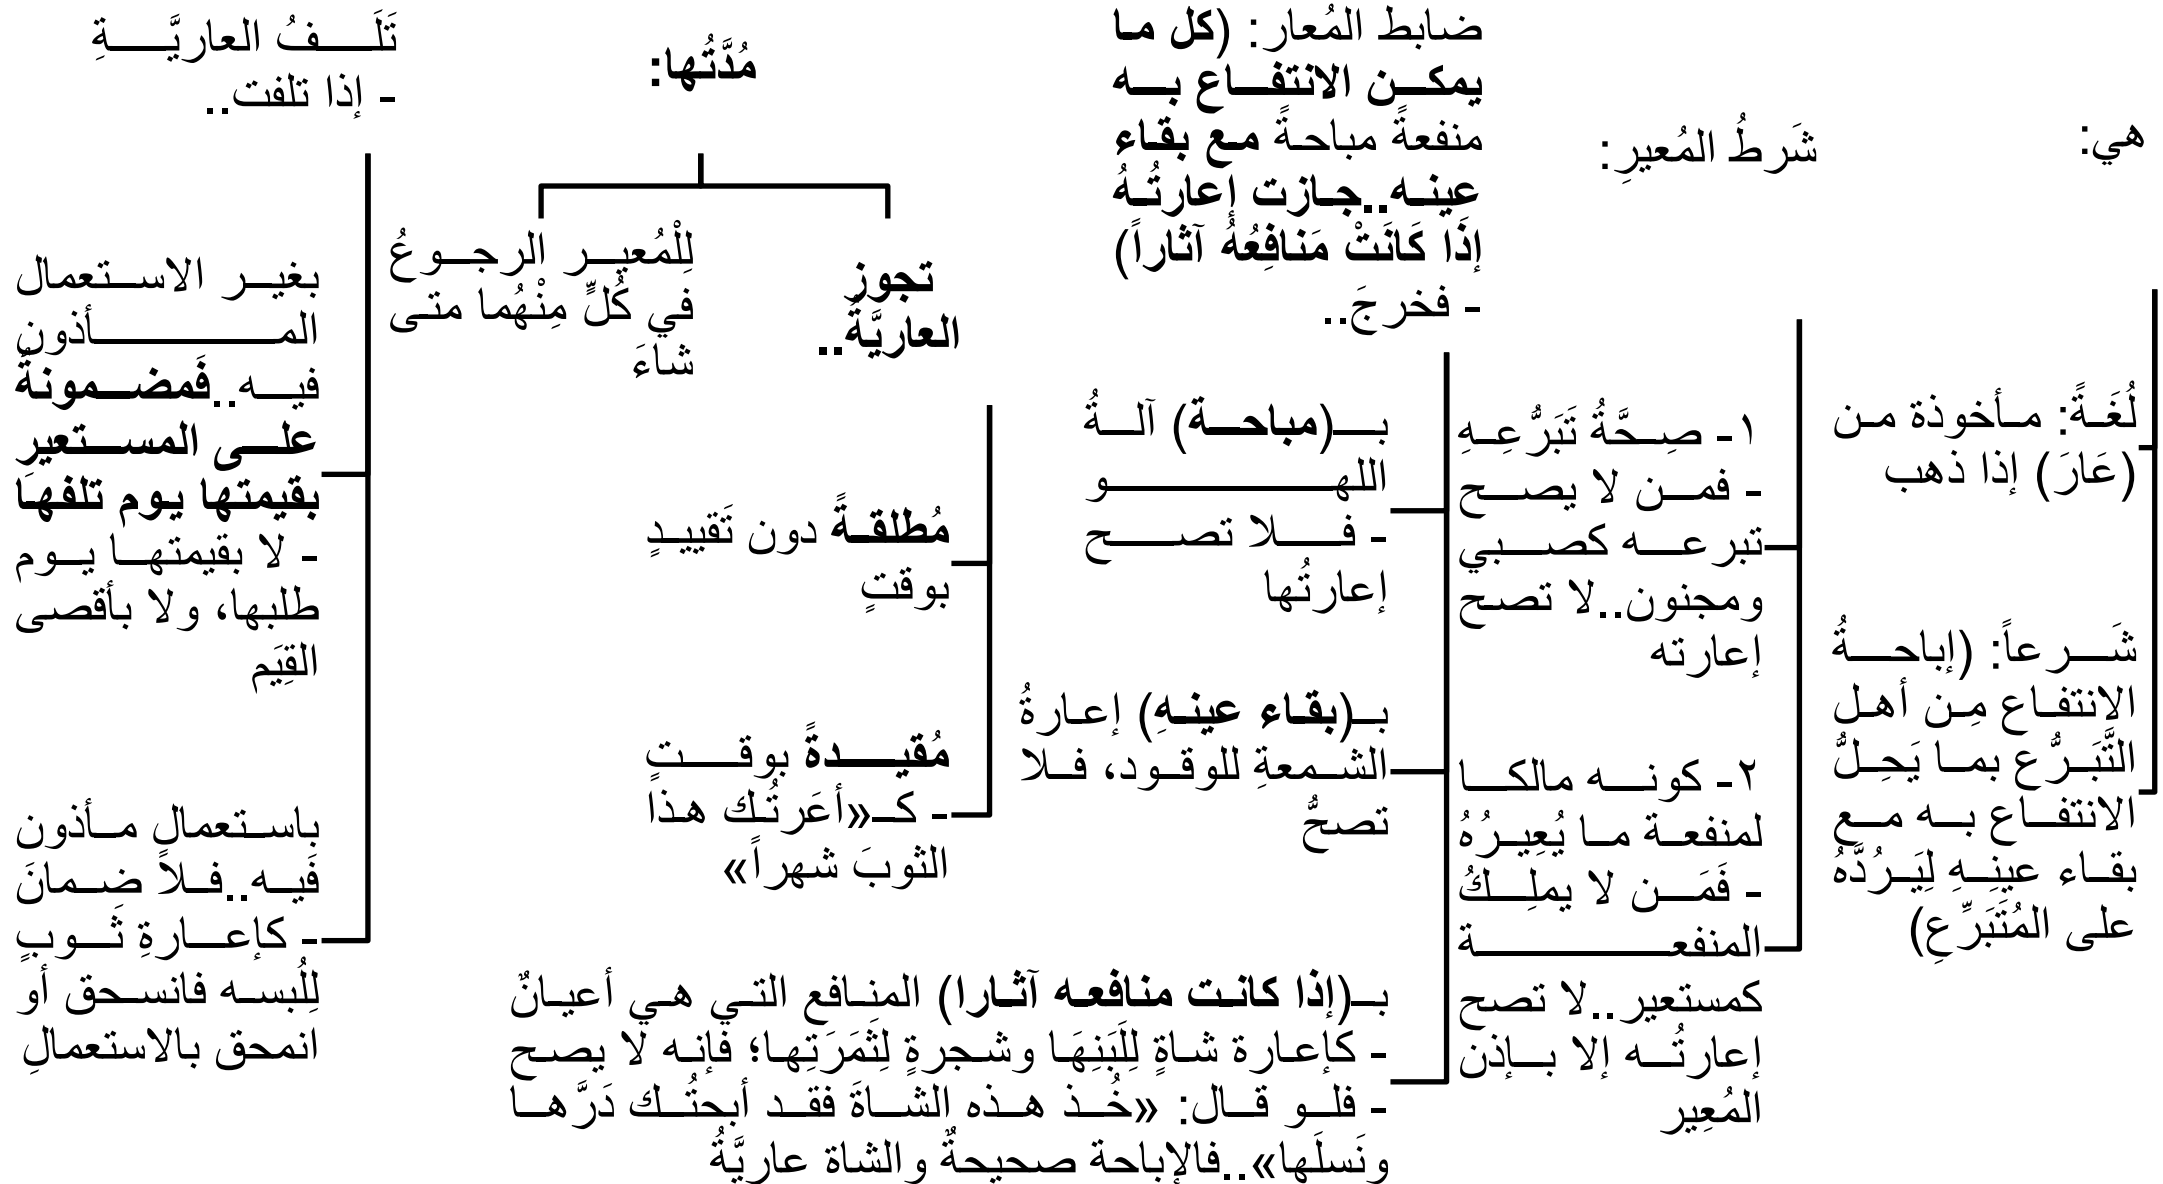 هي:
لُغَةً: مأخوذة من
(عَارَ) إذا ذهب
شَرعاً: (إباحةُ
الانتفاع مِن أهل
التَّبَرُّع بما يَحِلُّ
الانتفاع به مع
بقاء عينِهِ لِيَرُدَّهُ
على المُتَبَرِّعِ)
شَرطُ المُعيرِ:
١- صِحَّةُ تَبَرُّعِهِ
- فمن لا يصح
تبرعه كصبي
ومجنون..لا تصح
إعارته
٢- كونه مالكا
لمنفعة ما يُعِيرُهُ
- فَمَن لا يملِكُ
المنفعة
كمستعير..لا تصح
إعارتُه إلا بإذن
المُعِير
ضابط المُعار: (كل ما
يمكن الانتفاع به
منفعةً مباحةً مع بقاء
عينه..جازت إعارتُهُ
إذَا كَانَتْ مَنافِعُهُ آثاراً)
- فخرجَ..
بـ(مباحة) آلةُ
اللهو
- فلا تصح
إعارتُها
بـ(بقاء عينهِ) إعارةُ
الشمعةِ للوقود، فلا
تصحُّ
بـ(إذا كانت منافعه آثارا) المنافع التي هي أعيانٌ
- كإعارة شاةٍ لِلَبَنِهَا وشجرةٍ لِثَمَرَتِها؛ فإنه لا يصح
- فلو قال: «خُذ هذه الشاةَ فقد أبحتُك دَرَّها
ونَسلَها»..فالإباحة صحيحةٌ والشاة عاريَّةٌ
مُدَّتُها:
تجوز
العاريَّةُ..
مُطلقةً دون تَقييدٍ
بوقتٍ
مُقيدةً بوقتٍ
- كـ«أعَرتُك هذا
الثوبَ شهراً»
لِلْمُعير الرجوعُ
في كُلٍّ مِنْهُما متى
شاءَ
تَلَفُ العاريَّةِ
- إذا تلفت..
بغير الاستعمال
المأذون
فيه..فَمضمونةٌ
على المستعيرِ
بقيمتها يوم تلفهَا
- لا بقيمتها يوم
طلبها، ولا بأقصى
القِيَم
باستعمالٍ مأذون
فيه..فلا ضمانَ
- كإعارةِ ثَوبٍ
لِلُبسه فانسحق أو
انمحق بالاستعمالِ